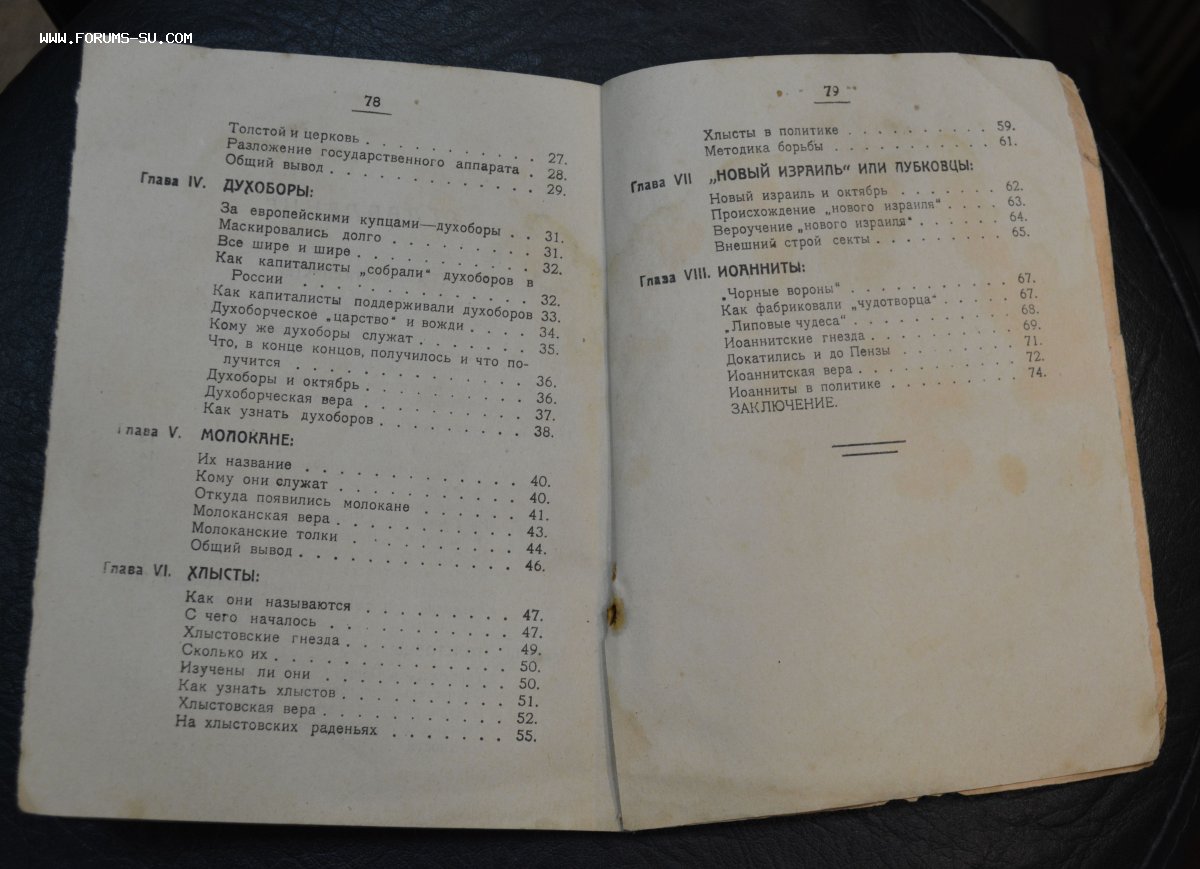 WWW.FORUMS-SU.COM
78
Толстой и церковь . . . . . . . . . . 27.
Разложение государственного аппарата . 28.
Общий вывод . . . . . . . . . . . . 29.
Глава IV. ДУХОБОРЫ:
За европейскими купцами—духоборы . . 31.
Маскировались долго . . . . . . . . . 31.
Все шире и шире . . . . . . . . . . . 32.
Как капиталисты „собрали“ духоборов в
России . . . . . . . . . . . . . 32.
Как капиталисты поддерживали духоборов 33.
Духоборческое „царство“ и вожди . . . . 34.
Кому же духоборы служат . . . . . . . 35.
Что, в конце концов, получилось и что по-
лучится . . . . . . . . . . . . . 36.
Духоборы и октябрь . . . . . . . . . . 36.
Духоборческая вера . . . . . . . . . . 37.
Как узнать духоборов . . . . . . . . . 38.
Глава V. МОЛОКАНЕ:
Их название . . . . . . . . . . . . 40.
Кому они служат . . . . . . . . . . . 40.
Откуда появились молокане . . . . . . 41.
Молоканская вера . . . . . . . . . . . 43.
Молоканские толки . . . . . . . . . . 44.
Общий вывод . . . . . . . . . . . . . 46.
Глава VI. ХЛЫСТЫ:
Как они называются . . . . . . . . . 47.
С чего началось . . . . . . . . . . . 47.
Хлыстовские гнезда . . . . . . . . . . 49.
Сколько их . . . . . . . . . . . . . 50.
Изучены ли они . . . . . . . . . . . 50.
Как узнать хлыстов . . . . . . . . . . 51.
Хлыстовская вера . . . . . . . . . . . 52.
На хлыстовских раденьях . . . . . . . 55.
79
Хлысты в политике . . . . . . . . . . 59.
Методика борьбы . . . . . . . . . . . 61.
Глава VII „НОВЫЙ ИЗРАИЛЬ“ ИЛИ ЛУБКОВЦЫ:
Новый израиль и октябрь . . . . . . . 62.
Происхождение „нового израиля“ . . . . 63.
Вероучение „нового израиля“ . . . . . . 64.
Внешний строй секты . . . . . . . . . 65.
Глава VIII. ИОАННИТЫ:
„Чорные вороны“ . . . . . . . . . . . 67.
Как фабриковали „чудотворца“ . . . . . 67.
„Липовые чудеса“ . . . . . . . . . . . 68.
Иоаннитские гнезда . . . . . . . . . . 69.
Докатились и до Пензы . . . . . . . . 71.
Иоаннитская вера . . . . . . . . . . . 72.
Иоанниты в политике . . . . . . . . . 74.
ЗАКЛЮЧЕНИЕ.